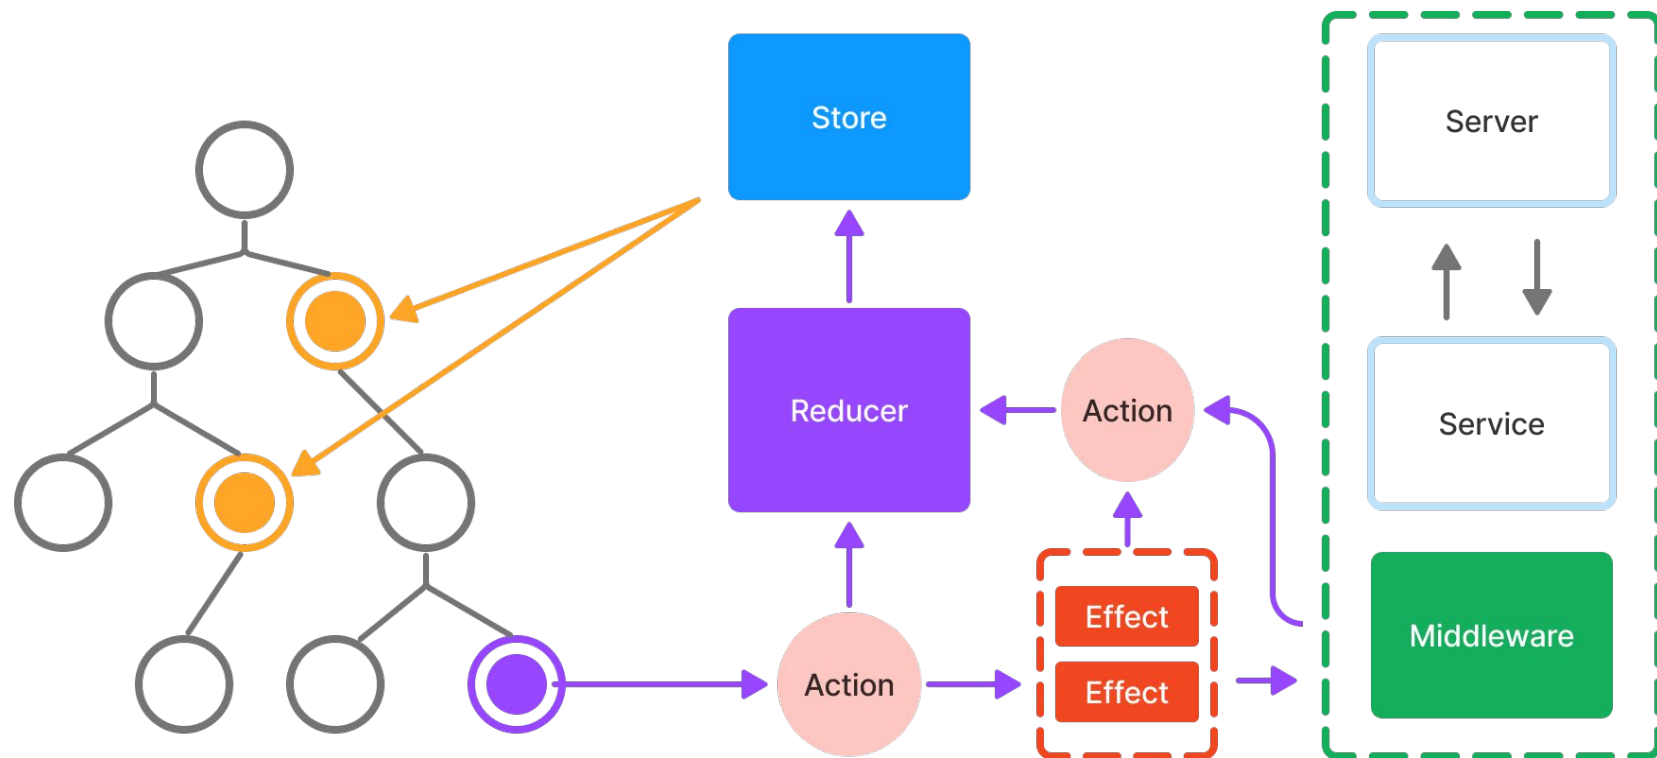 Store
Server
Reducer
Action
Service
Effect
Middleware
Action
Effect